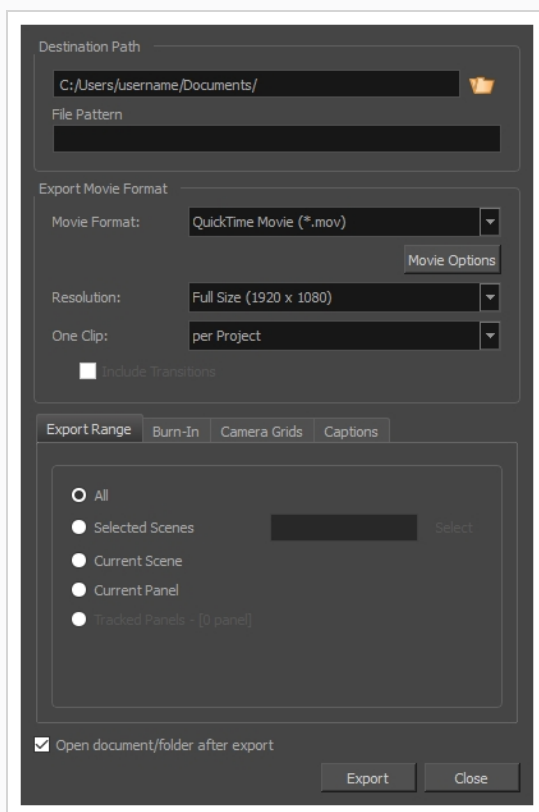 Destination Path
C:/Users/username/Documents/
File Pattern
Export Movie Format
Movie Format: QuickTime Movie (*.mov)
Movie Options
Resolution: Full Size (1920 x 1080)
One Clip: per Project
Include Transitions
Export Range Burn-In Camera Grids Captions
All
Selected Scenes Select
Current Scene
Current Panel
Tracked Panels - [0 panel]
Open document/folder after export
Export Close